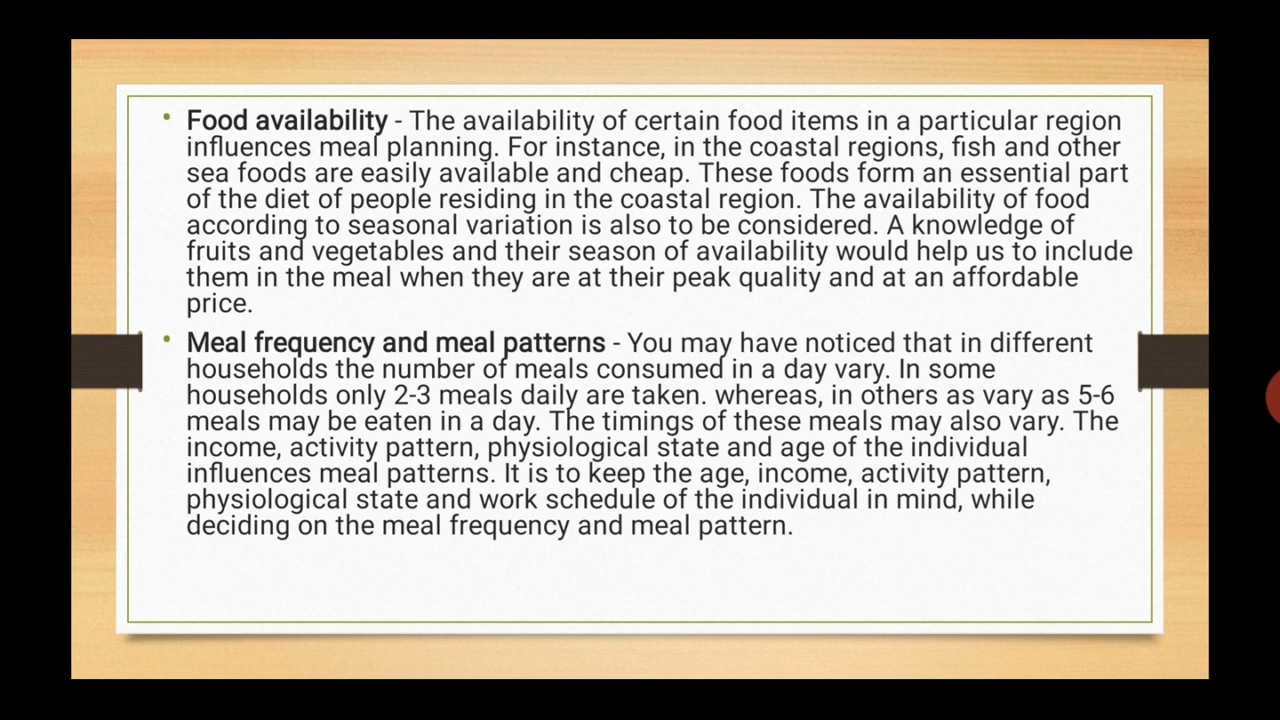 • Food availability - The availability of certain food items in a particular region
influences meal planning. For instance, in the coastal regions, fish and other
sea foods are easily available and cheap. These foods form an essential part
of the diet of people residing in the coastal region. The availability of food
according to seasonal variation is also to be considered. A knowledge of
fruits and vegetables and their season of availability would help us to include
them in the meal when they are at their peak quality and at an affordable
price.
• Meal frequency and meal patterns - You may have noticed that in different
households the number of meals consumed in a day vary. In some
households only 2-3 meals daily are taken. whereas, in others as vary as 5-6
meals may be eaten in a day. The timings of these meals may also vary. The
income, activity pattern, physiological state and age of the individual
influences meal patterns. It is to keep the age, income, activity pattern,
physiological state and work schedule of the individual in mind, while
deciding on the meal frequency and meal pattern.